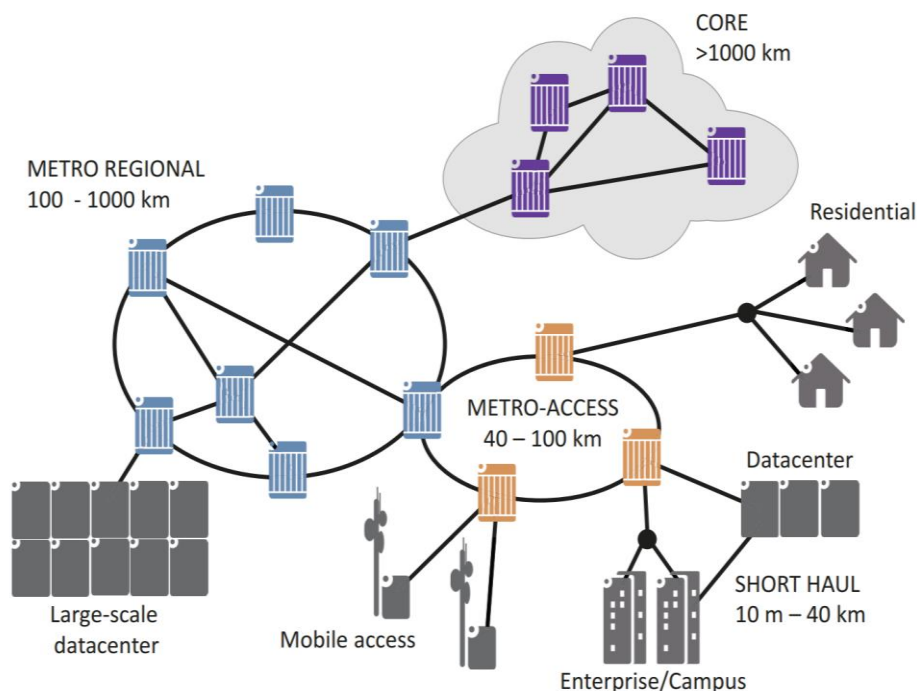 CORE
>1000 km
METRO REGIONAL
100 - 1000 km
Residential
METRO-ACCESS
40 – 100 km
Datacenter
SHORT HAUL
10 m – 40 km
Large-scale
datacenter
Mobile access
Enterprise/Campus